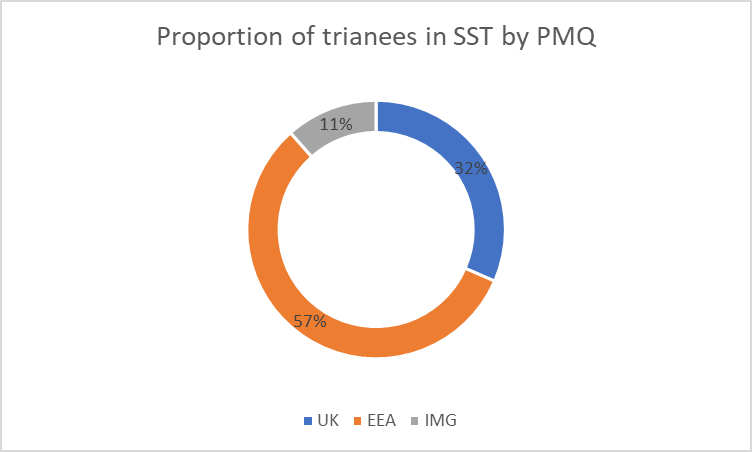 Proportion of trianees in SST by PMQ
11%
32%
57%
UK EEA IMG